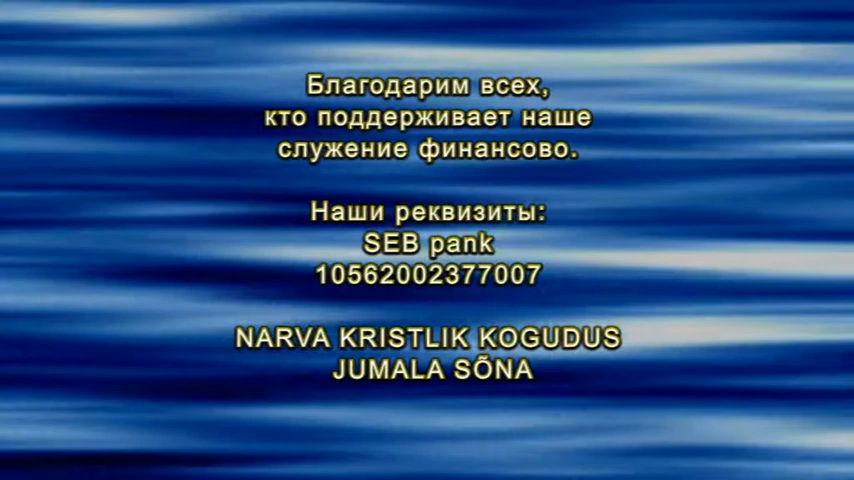 Благодарим всех,
кто поддерживает наше
служение финансово.
Наши реквизиты:
SEB pank
10562002377007
NARVA KRISTLIK KOGUDUS
JUMALA SÕNA